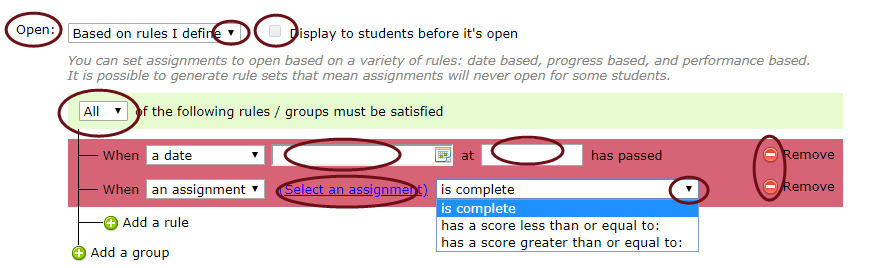 Open: Based on rules I define Display to students before it's open
You can set assignments to open based on a variety of rules: date based, progress based, and performance based.
It is possible to generate rule sets that mean assignments will never open for some students.
All of the following rules / groups must be satisfied
When a date at has passed Remove
When an assignment (Select an assignment) is complete Remove
is complete
Add a rule has a score less than or equal to:
has a score greater than or equal to:
Add a group